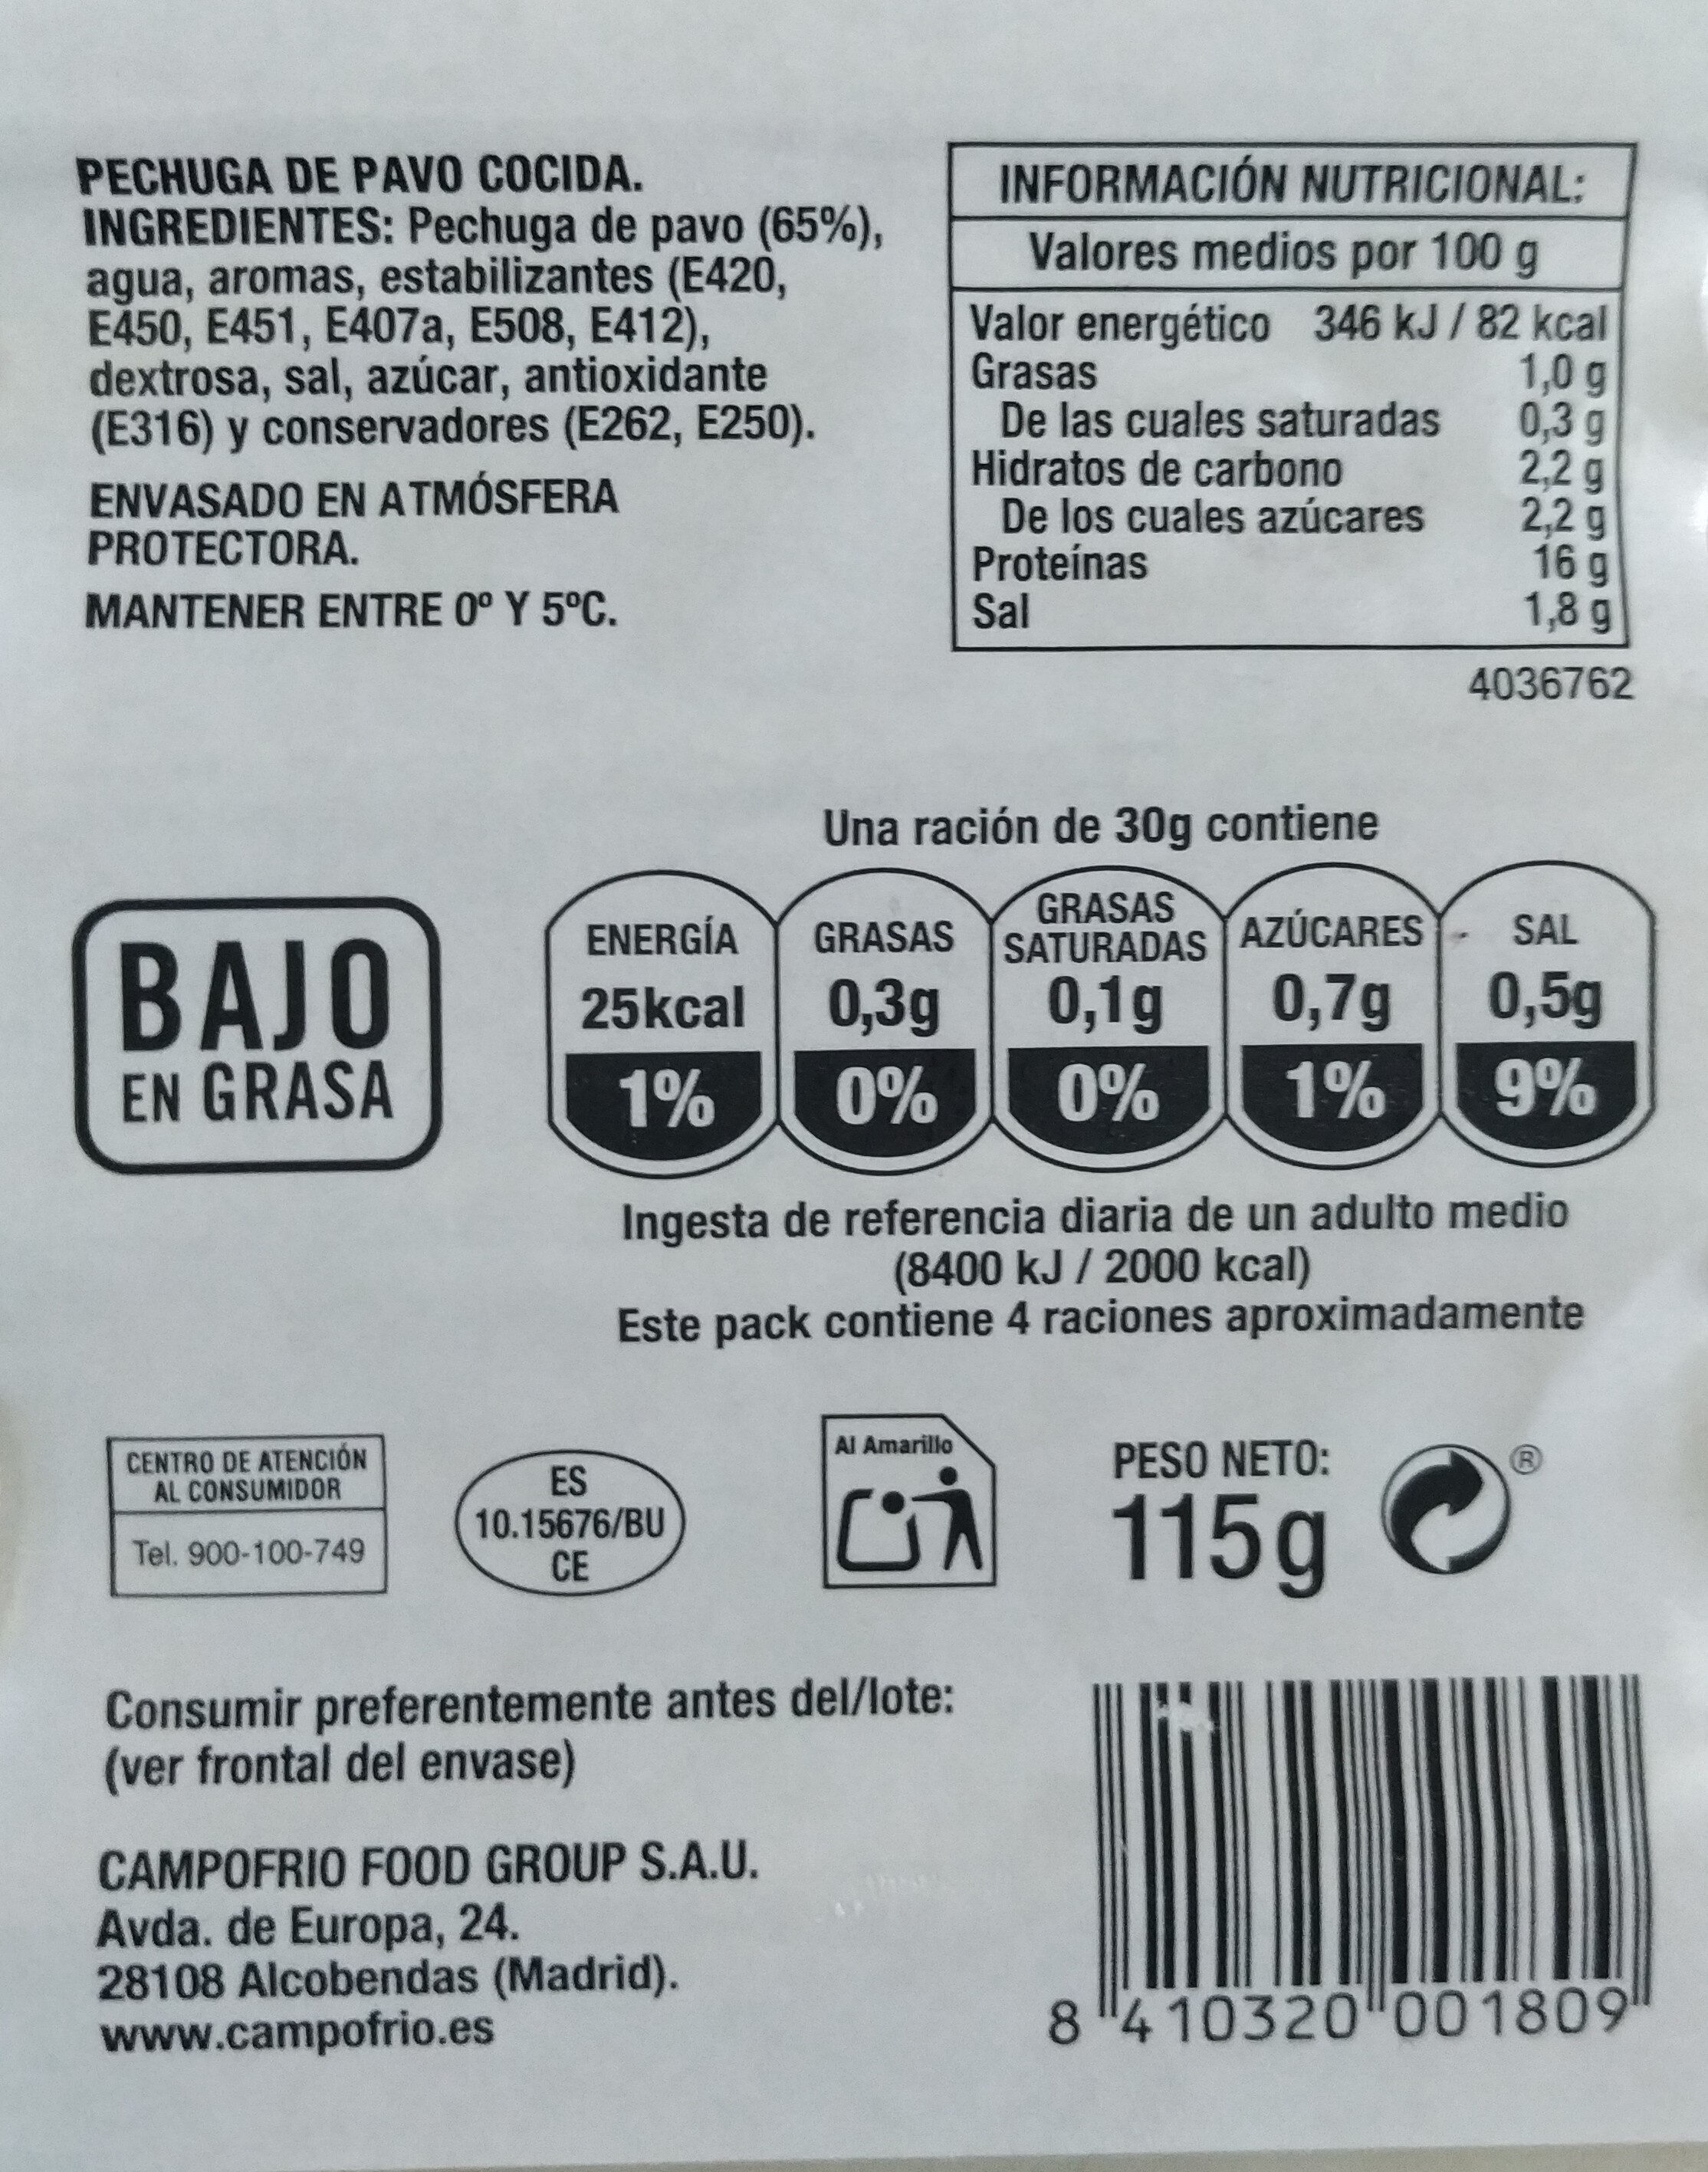 PECHUGA DE PAVO COCIDA.
INGREDIENTES: Pechuga de pavo (65%),
agua, aromas, estabilizantes (E420,
E450, E451, E407a, E508, E412),
dextrosa, sal, azúcar, antioxidante
(E316) y conservadores (E262, E250).
ENVASADO EN ATMÓSFERA
PROTECTORA.
MANTENER ENTRE 0º Y 5ºC.
INFORMACIÓN NUTRICIONAL:
Valores medios por 100 g
Valor energético 346 kJ / 82 kcal
Grasas 1,0 g
De las cuales saturadas 0,3 g
Hidratos de carbono 2,2 g
De los cuales azúcares 2,2 g
Proteínas 16 g
Sal 1,8 g
4036762
BAJO
EN GRASA
Una ración de 30g contiene
ENERGÍA
25kcal
1%
GRASAS
0,3g
0%
GRASAS
SATURADAS
0,1g
0%
AZÚCARES
0,7g
1%
SAL
0,5g
9%
Ingesta de referencia diaria de un adulto medio
(8400 kJ / 2000 kcal)
Este pack contiene 4 raciones aproximadamente
CENTRO DE ATENCIÓN
AL CONSUMIDOR
Tel. 900-100-749
ES
10.15676/BU
CE
Al Amarillo
PESO NETO:
115g
®
Consumir preferentemente antes del/lote:
(ver frontal del envase)
CAMPOFRIO FOOD GROUP S.A.U.
Avda. de Europa, 24.
28108 Alcobendas (Madrid).
www.campofrio.es
8 410320 001809